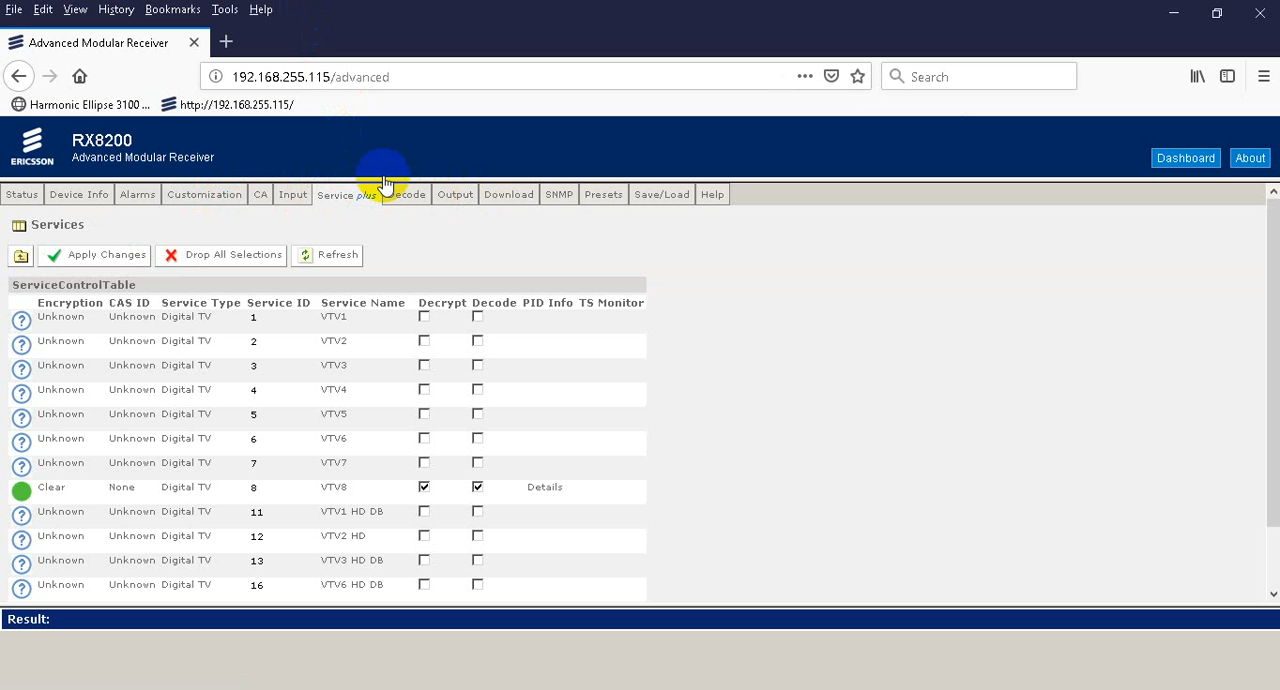 File Edit View History Bookmarks Tools Help
Advanced Modular Receiver
192.168.255.115/advanced
Search
Harmonic Ellipse 3100 ... http://192.168.255.115/
ERICSSON
RX8200
Advanced Modular Receiver
Dashboard About
Status Device Info Alarms Customization CA Input Service plus Decode Output Download SNMP Presets Save/Load Help
Services
Apply Changes Drop All Selections Refresh
ServiceControlTable
Encryption CAS ID Service Type Service ID Service Name Decrypt Decode PID Info TS Monitor
Unknown Unknown Digital TV 1 VTV1
Unknown Unknown Digital TV 2 VTV2
Unknown Unknown Digital TV 3 VTV3
Unknown Unknown Digital TV 4 VTV4
Unknown Unknown Digital TV 5 VTV5
Unknown Unknown Digital TV 6 VTV6
Unknown Unknown Digital TV 7 VTV7
Clear None Digital TV 8 VTV8 Details
Unknown Unknown Digital TV 11 VTV1 HD DB
Unknown Unknown Digital TV 12 VTV2 HD
Unknown Unknown Digital TV 13 VTV3 HD DB
Unknown Unknown Digital TV 16 VTV6 HD DB
Result: